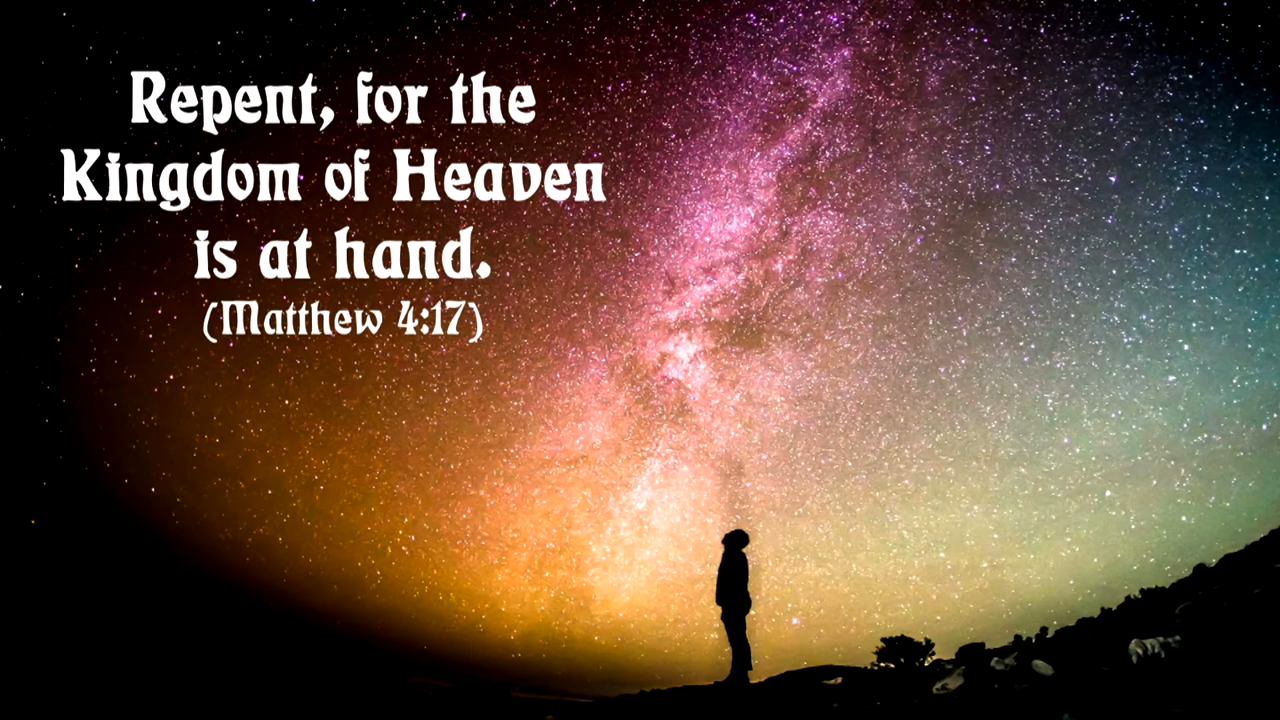 Repent, for the
Kingdom of Heaven
is at hand.
(Matthew 4:17)